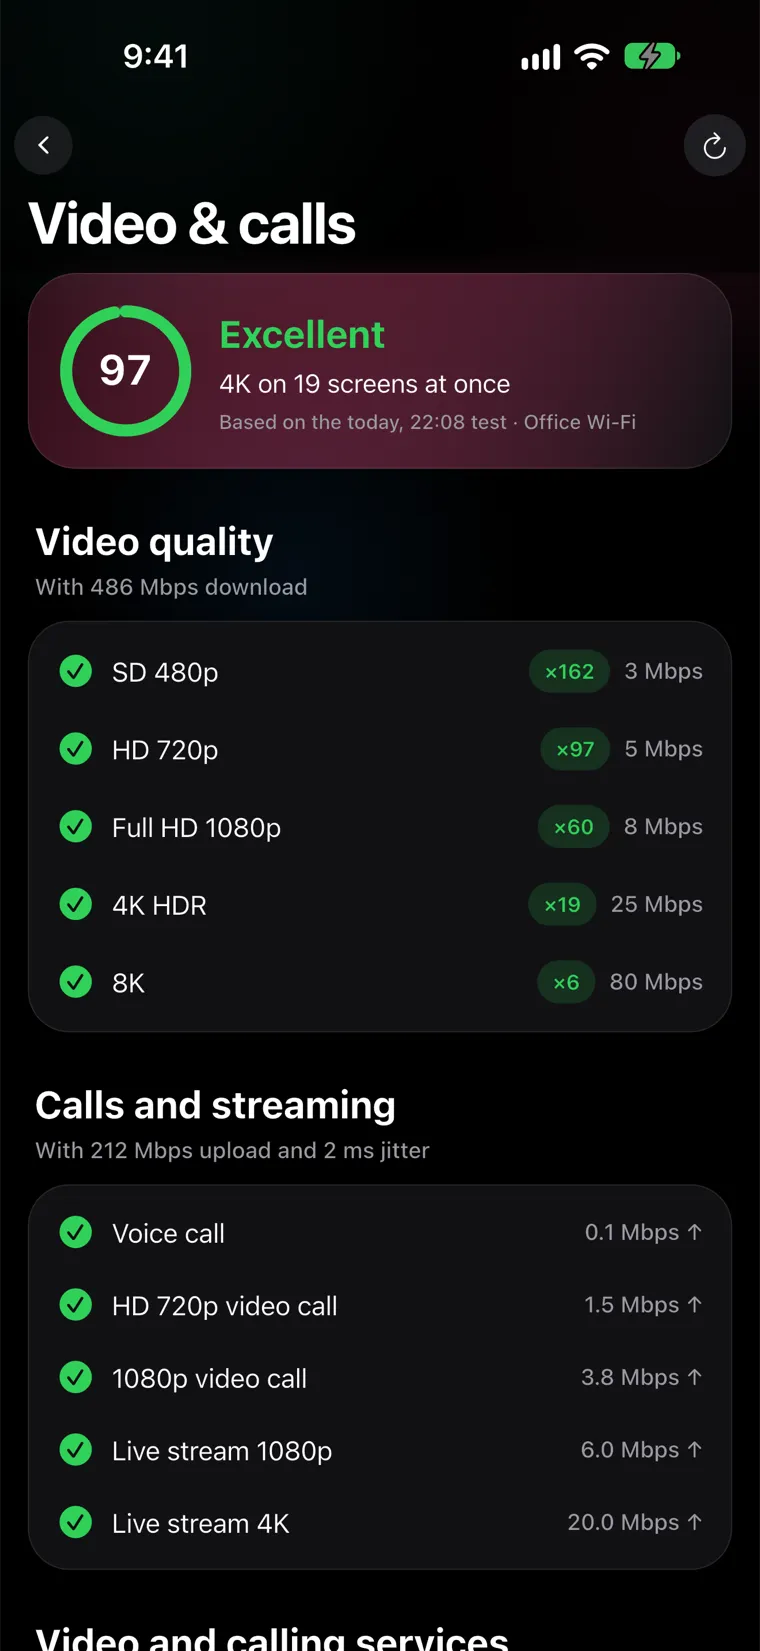 9:41
Video & calls
97
Excellent
4K on 19 screens at once
Based on the today, 22:08 test · Office Wi-Fi
Video quality
With 486 Mbps download
SD 480p ×162 3 Mbps
HD 720p ×97 5 Mbps
Full HD 1080p ×60 8 Mbps
4K HDR ×19 25 Mbps
8K ×6 80 Mbps
Calls and streaming
With 212 Mbps upload and 2 ms jitter
Voice call 0.1 Mbps ↑
HD 720p video call 1.5 Mbps ↑
1080p video call 3.8 Mbps ↑
Live stream 1080p 6.0 Mbps ↑
Live stream 4K 20.0 Mbps ↑
Video and calling services